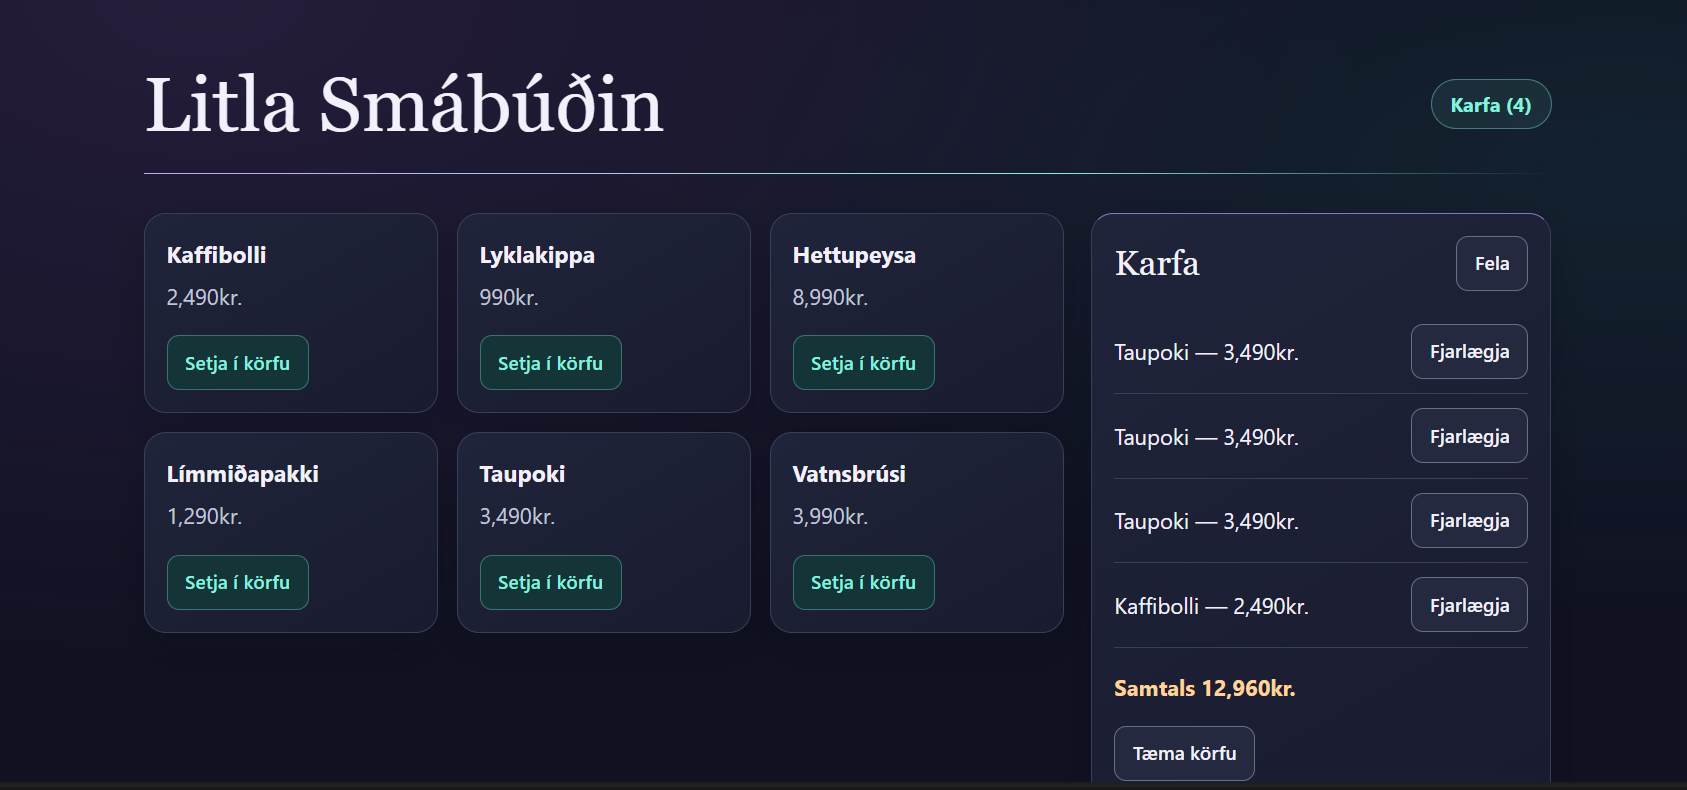 Litla Smábúðin
Karfa (4)
Kaffibolli
2,490kr.
Setja í körfu
Lyklakippa
990kr.
Setja í körfu
Hettupeysa
8,990kr.
Setja í körfu
Límmiðapakki
1,290kr.
Setja í körfu
Taupoki
3,490kr.
Setja í körfu
Vatnsbrúsi
3,990kr.
Setja í körfu
Karfa
Fela
Taupoki — 3,490kr.
Fjarlægja
Taupoki — 3,490kr.
Fjarlægja
Taupoki — 3,490kr.
Fjarlægja
Kaffibolli — 2,490kr.
Fjarlægja
Samtals 12,960kr.
Tæma körfu